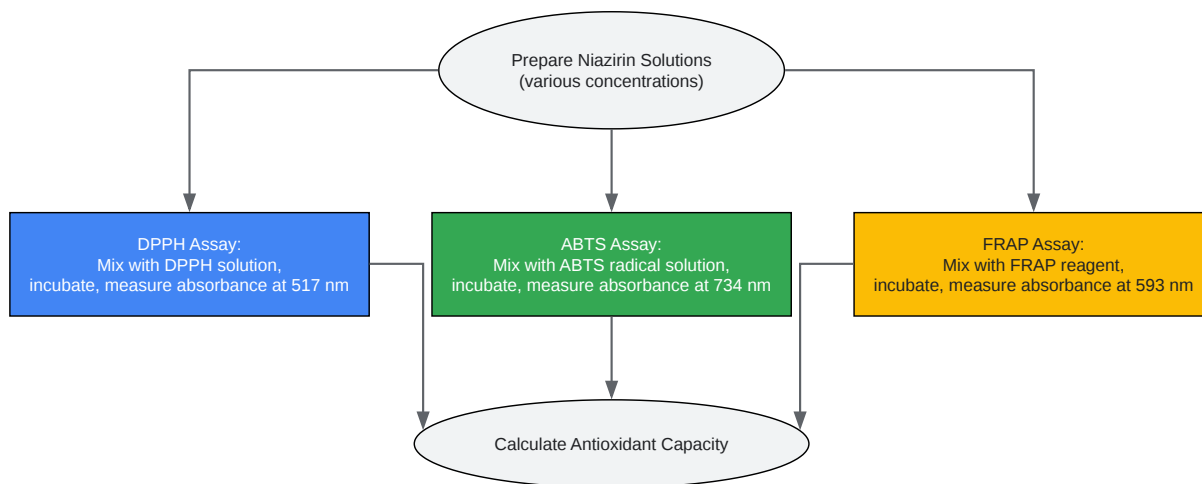 Prepare Niazirin Solutions
(various concentrations)
DPPH Assay:
Mix with DPPH solution,
incubate, measure absorbance at 517 nm
ABTS Assay:
Mix with ABTS radical solution,
incubate, measure absorbance at 734 nm
FRAP Assay:
Mix with FRAP reagent,
incubate, measure absorbance at 593 nm
Calculate Antioxidant Capacity